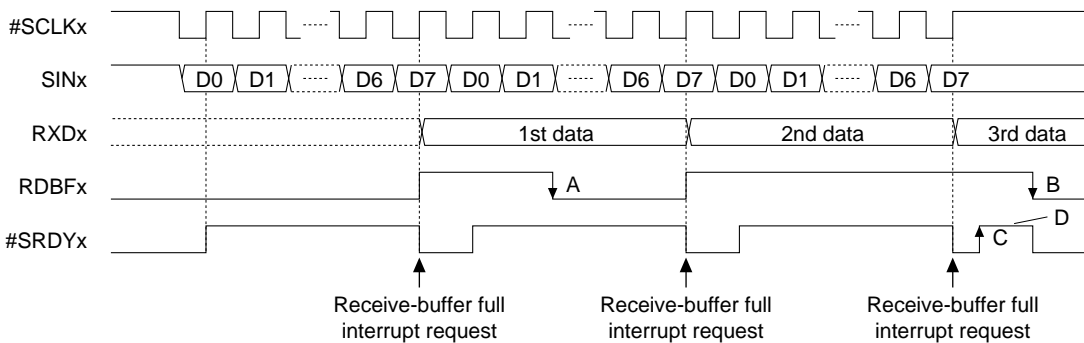 #SCLKx
SINx D0 D1 D6 D7 D0 D1 D6 D7 D0 D1 D6 D7
RXDx 1st data 2nd data 3rd data
RDBFx A B
D
#SRDYx C
Receive-buffer full Receive-buffer full Receive-buffer full
interrupt request interrupt request interrupt request